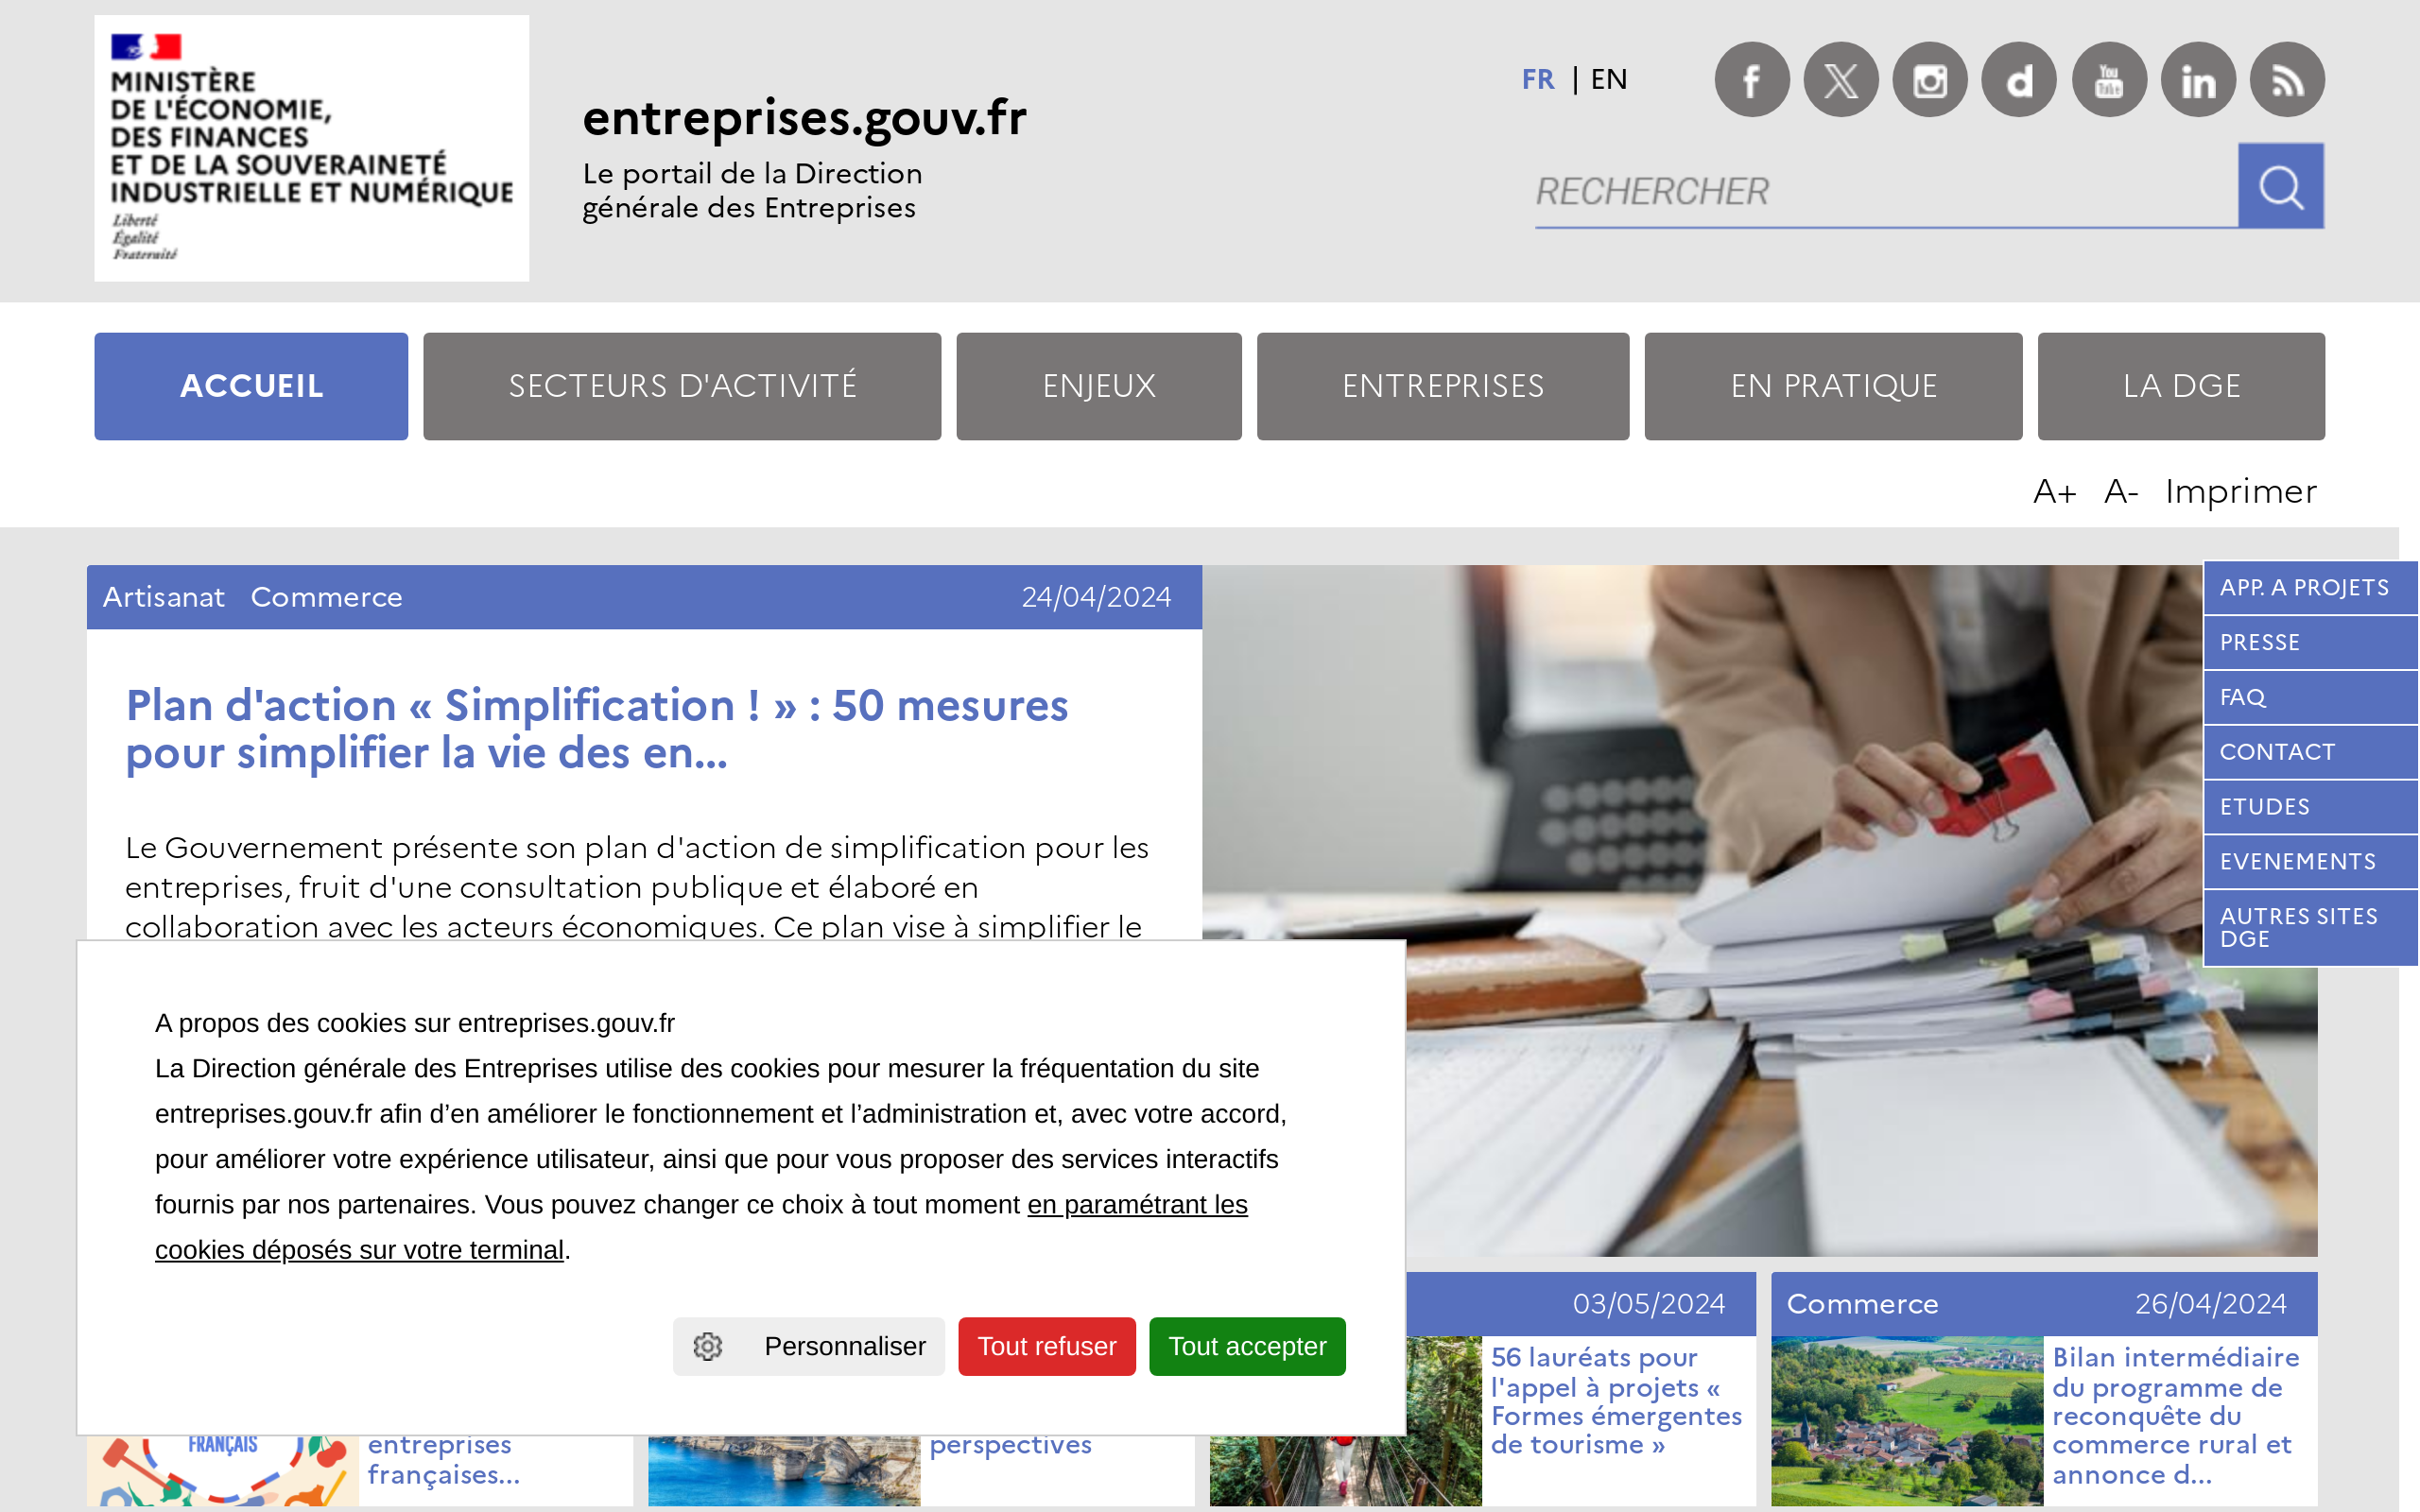 MINISTÈRE
DE L'ÉCONOMIE,
DES FINANCES
ET DE LA SOUVERAINETÉ
INDUSTRIELLE ET NUMÉRIQUE
Liberté
Égalité
Fraternité
entreprises.gouv.fr
Le portail de la Direction
générale des Entreprises
FR | EN
You Tube
RECHERCHER
ACCUEIL
SECTEURS D'ACTIVITÉ
ENJEUX
ENTREPRISES
EN PRATIQUE
LA DGE
A+ A- Imprimer
Artisanat Commerce 24/04/2024
Plan d'action « Simplification ! » : 50 mesures
pour simplifier la vie des en...
Le Gouvernement présente son plan d'action de simplification pour les
entreprises, fruit d'une consultation publique et élaboré en
collaboration avec les acteurs économiques. Ce plan vise à simplifier le
APP. A PROJETS
PRESSE
FAQ
CONTACT
ETUDES
EVENEMENTS
AUTRES SITES
DGE
A propos des cookies sur entreprises.gouv.fr
La Direction générale des Entreprises utilise des cookies pour mesurer la fréquentation du site
entreprises.gouv.fr afin d’en améliorer le fonctionnement et l’administration et, avec votre accord,
pour améliorer votre expérience utilisateur, ainsi que pour vous proposer des services interactifs
fournis par nos partenaires. Vous pouvez changer ce choix à tout moment en paramétrant les
cookies déposés sur votre terminal.
Personnaliser
Tout refuser
Tout accepter
FRANÇAIS
entreprises
françaises...
perspectives
03/05/2024
56 lauréats pour
l'appel à projets «
Formes émergentes
de tourisme »
Commerce 26/04/2024
Bilan intermédiaire
du programme de
reconquête du
commerce rural et
annonce d...